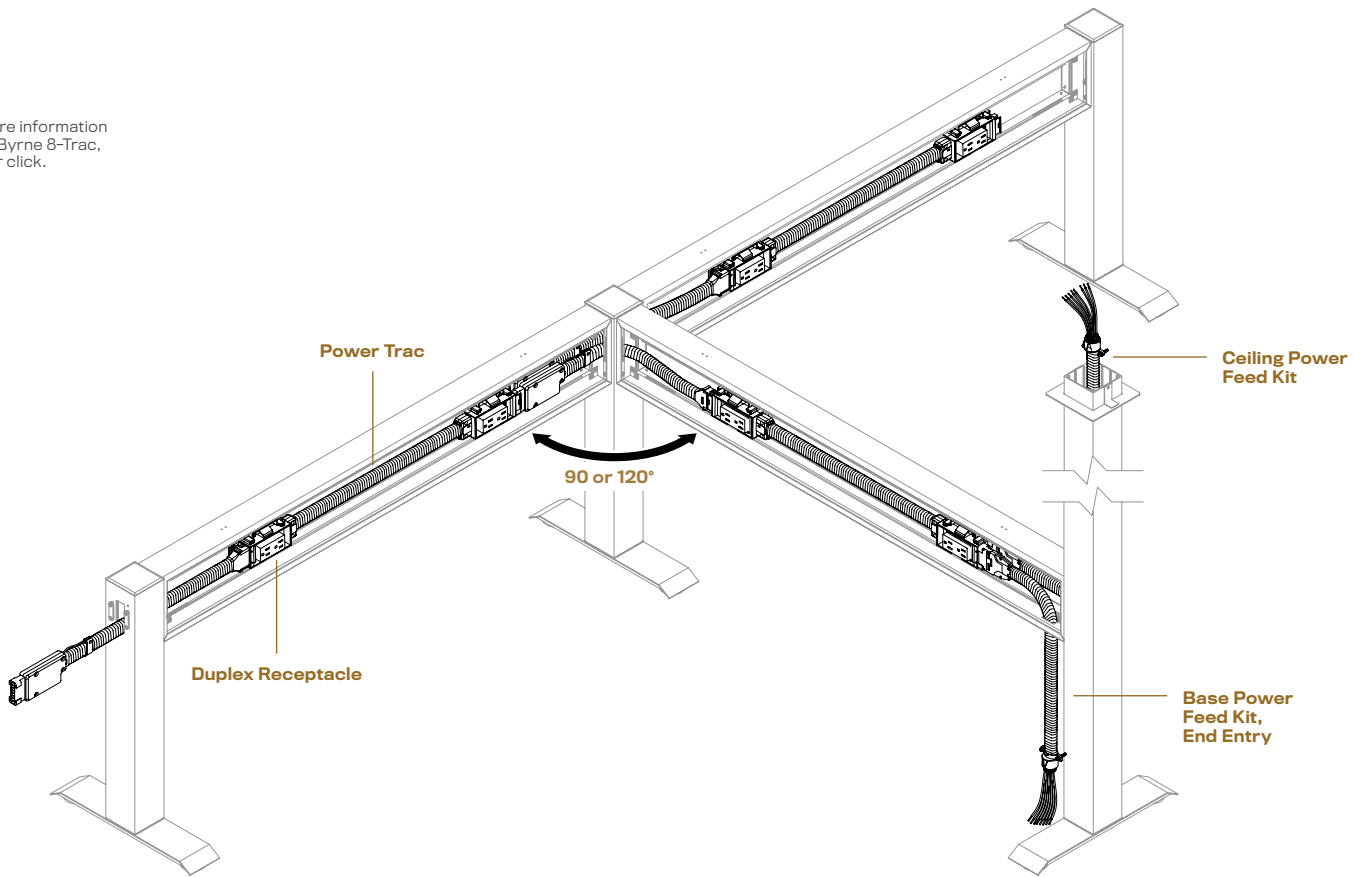 re information
Byrne 8-Trac,
r click.
Power Trac
Ceiling Power
Feed Kit
90 or 120°
Duplex Receptacle
Base Power
Feed Kit,
End Entry